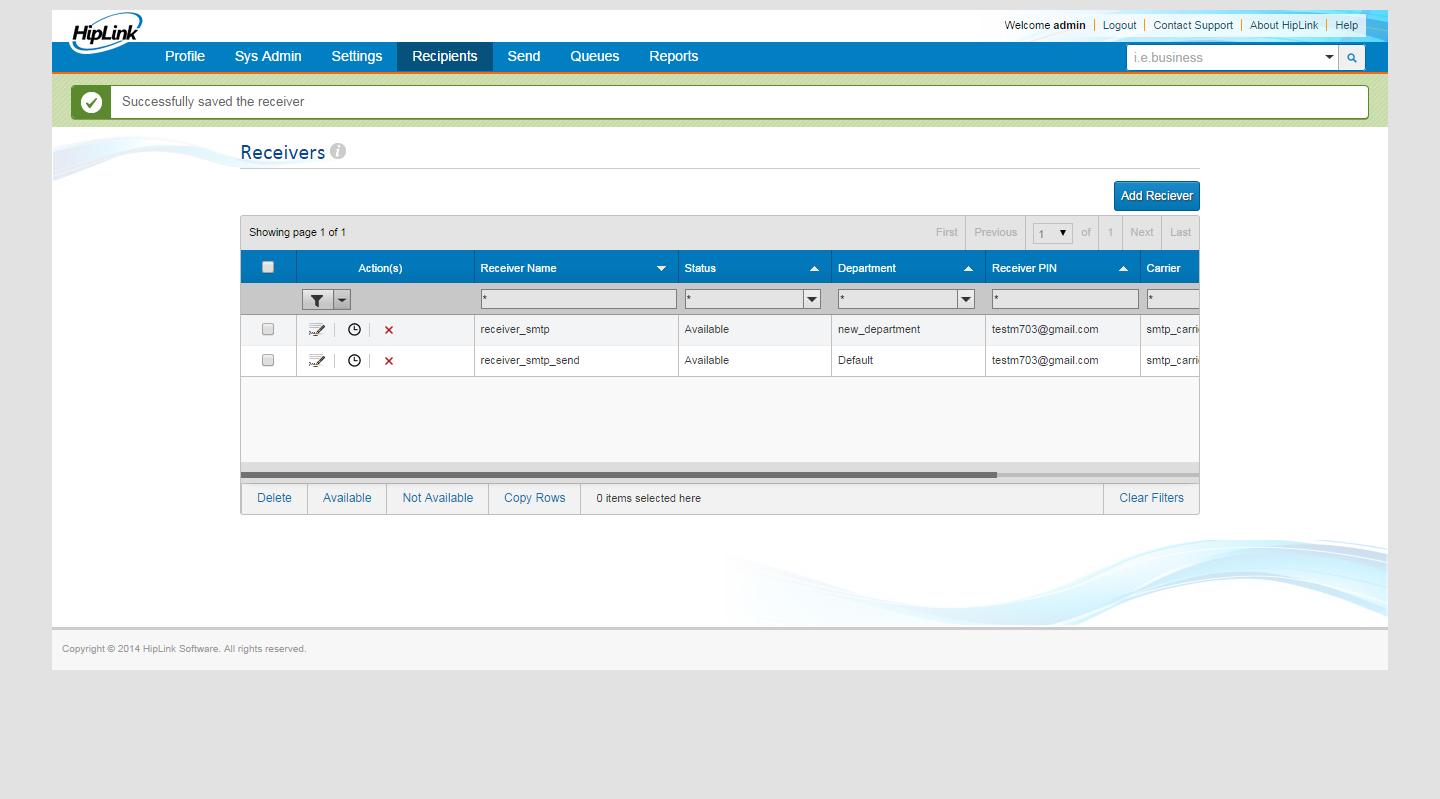 HipLink
Welcome admin Logout Contact Support About HipLink Help
Profile Sys Admin Settings Recipients Send Queues Reports i.e.business
Successfully saved the receiver
Receivers i
Add Reciever
Showing page 1 of 1 First Previous 1 of 1 Next Last
Action(s) Receiver Name Status Department Receiver PIN Carrier
* * * * *
receiver_smtp Available new_department testm703@gmail.com smtp_carri
receiver_smtp_send Available Default testm703@gmail.com smtp_carri
Delete Available Not Available Copy Rows 0 items selected here Clear Filters
Copyright © 2014 HipLink Software. All rights reserved.